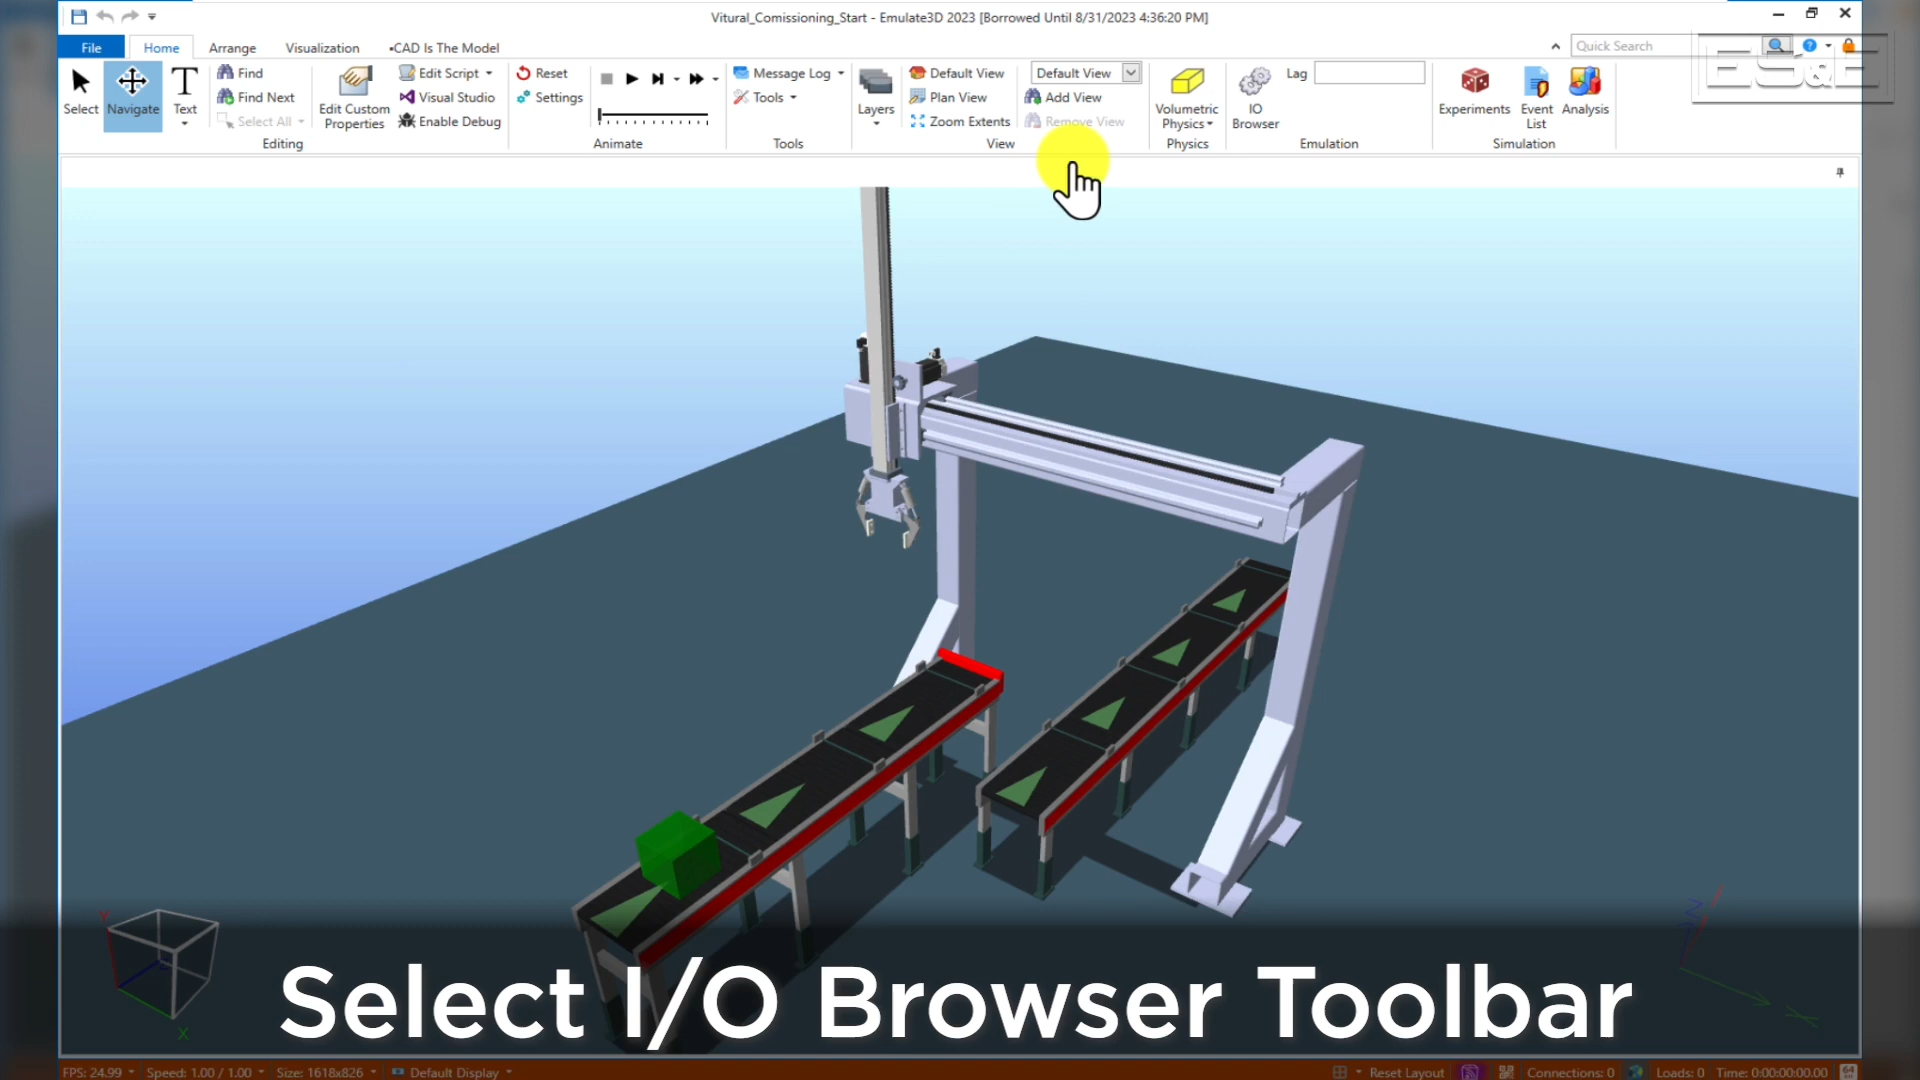 Vitural_Comissioning_Start - Emulate3D 2023 [Borrowed Until 8/31/2023 4:36:20 PM]
File
Home
Arrange
Visualization
•CAD Is The Model
Quick Search
ES&E
Select
Navigate
Text
Find
Find Next
Select All
Edit Custom
Properties
Edit Script
Visual Studio
Enable Debug
Editing
Reset
Settings
Animate
Message Log
Tools
Tools
Layers
Default View
Plan View
Zoom Extents
Default View
Add View
Remove View
View
Volumetric
Physics
Physics
IO
Browser
Lag
Emulation
Experiments
Event
List
Analysis
Simulation
Y
Z
X
Z
X
Select I/O Browser Toolbar
FPS: 24.99
Speed: 1.00 / 1.00
Size: 1618x826
Default Display
Reset Layout
Connections: 0
Loads: 0
Time: 0:00:00:00.00
64